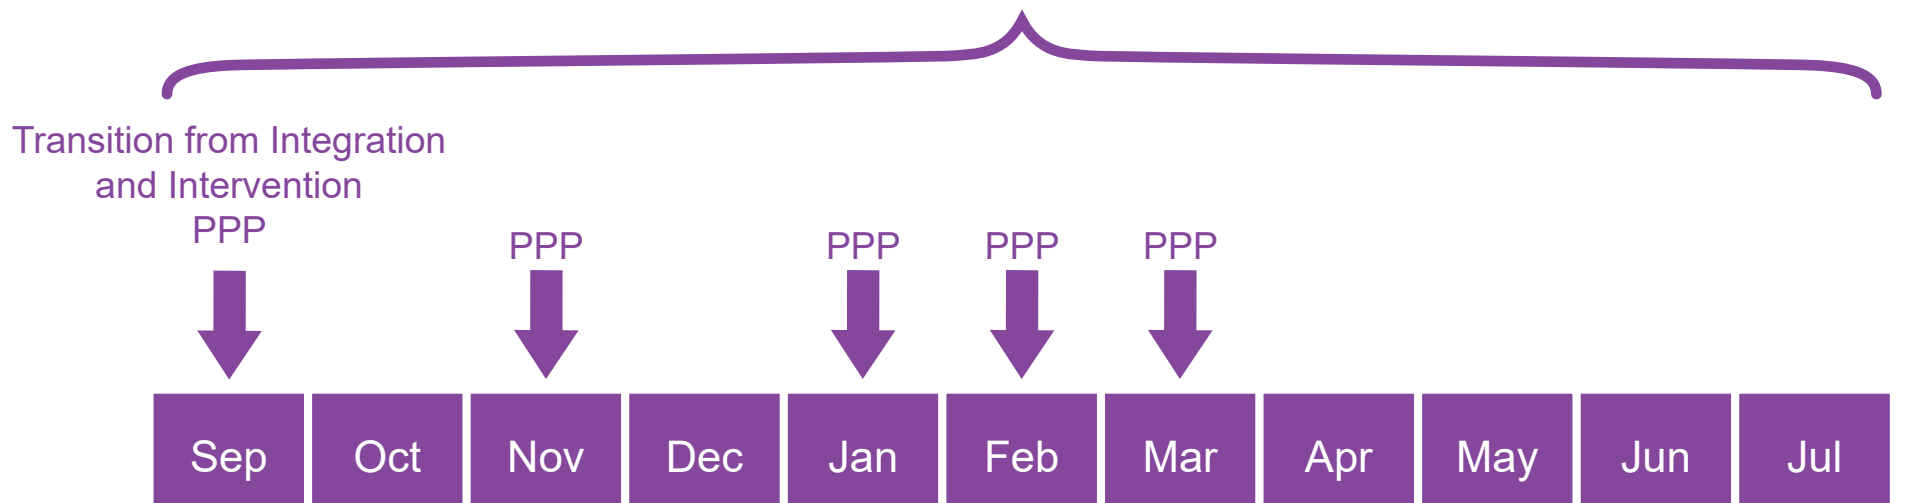 Transition from Integration
and Intervention
PPP
PPP
PPP
PPP
PPP
Sep
Oct
Nov
Dec
Jan
Feb
Mar
Apr
May
Jun
Jul